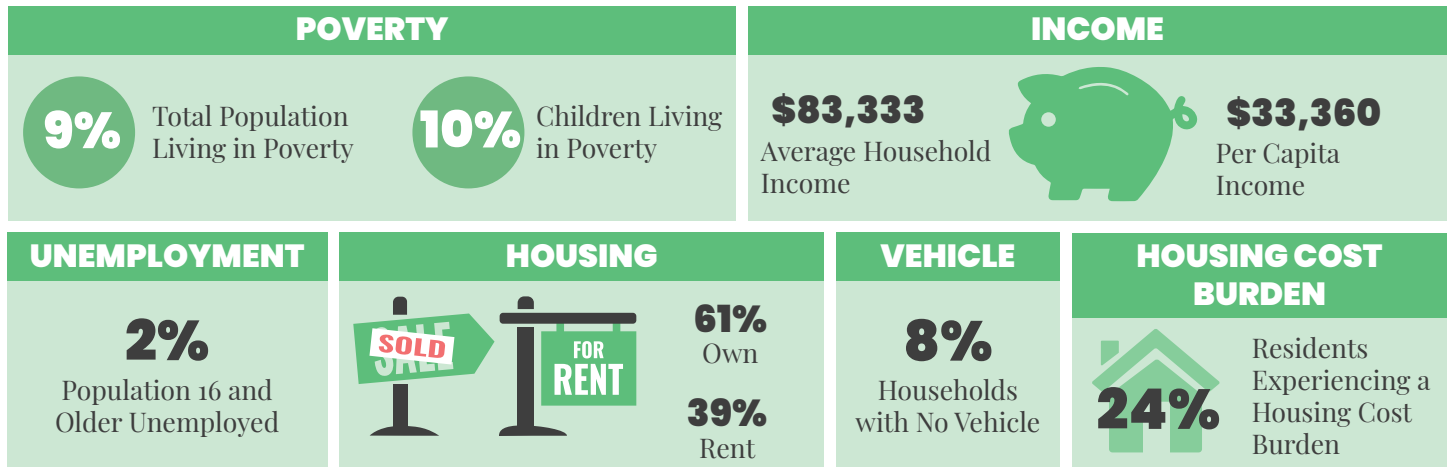 POVERTY
9%
Total Population
Living in Poverty
10%
Children Living
in Poverty
INCOME
$83,333
Average Household
Income
$33,360
Per Capita
Income
UNEMPLOYMENT
2%
Population 16 and
Older Unemployed
HOUSING
SALE
SOLD
FOR
RENT
61%
Own
39%
Rent
VEHICLE
8%
Households
with No Vehicle
HOUSING COST
BURDEN
24%
Residents
Experiencing a
Housing Cost
Burden